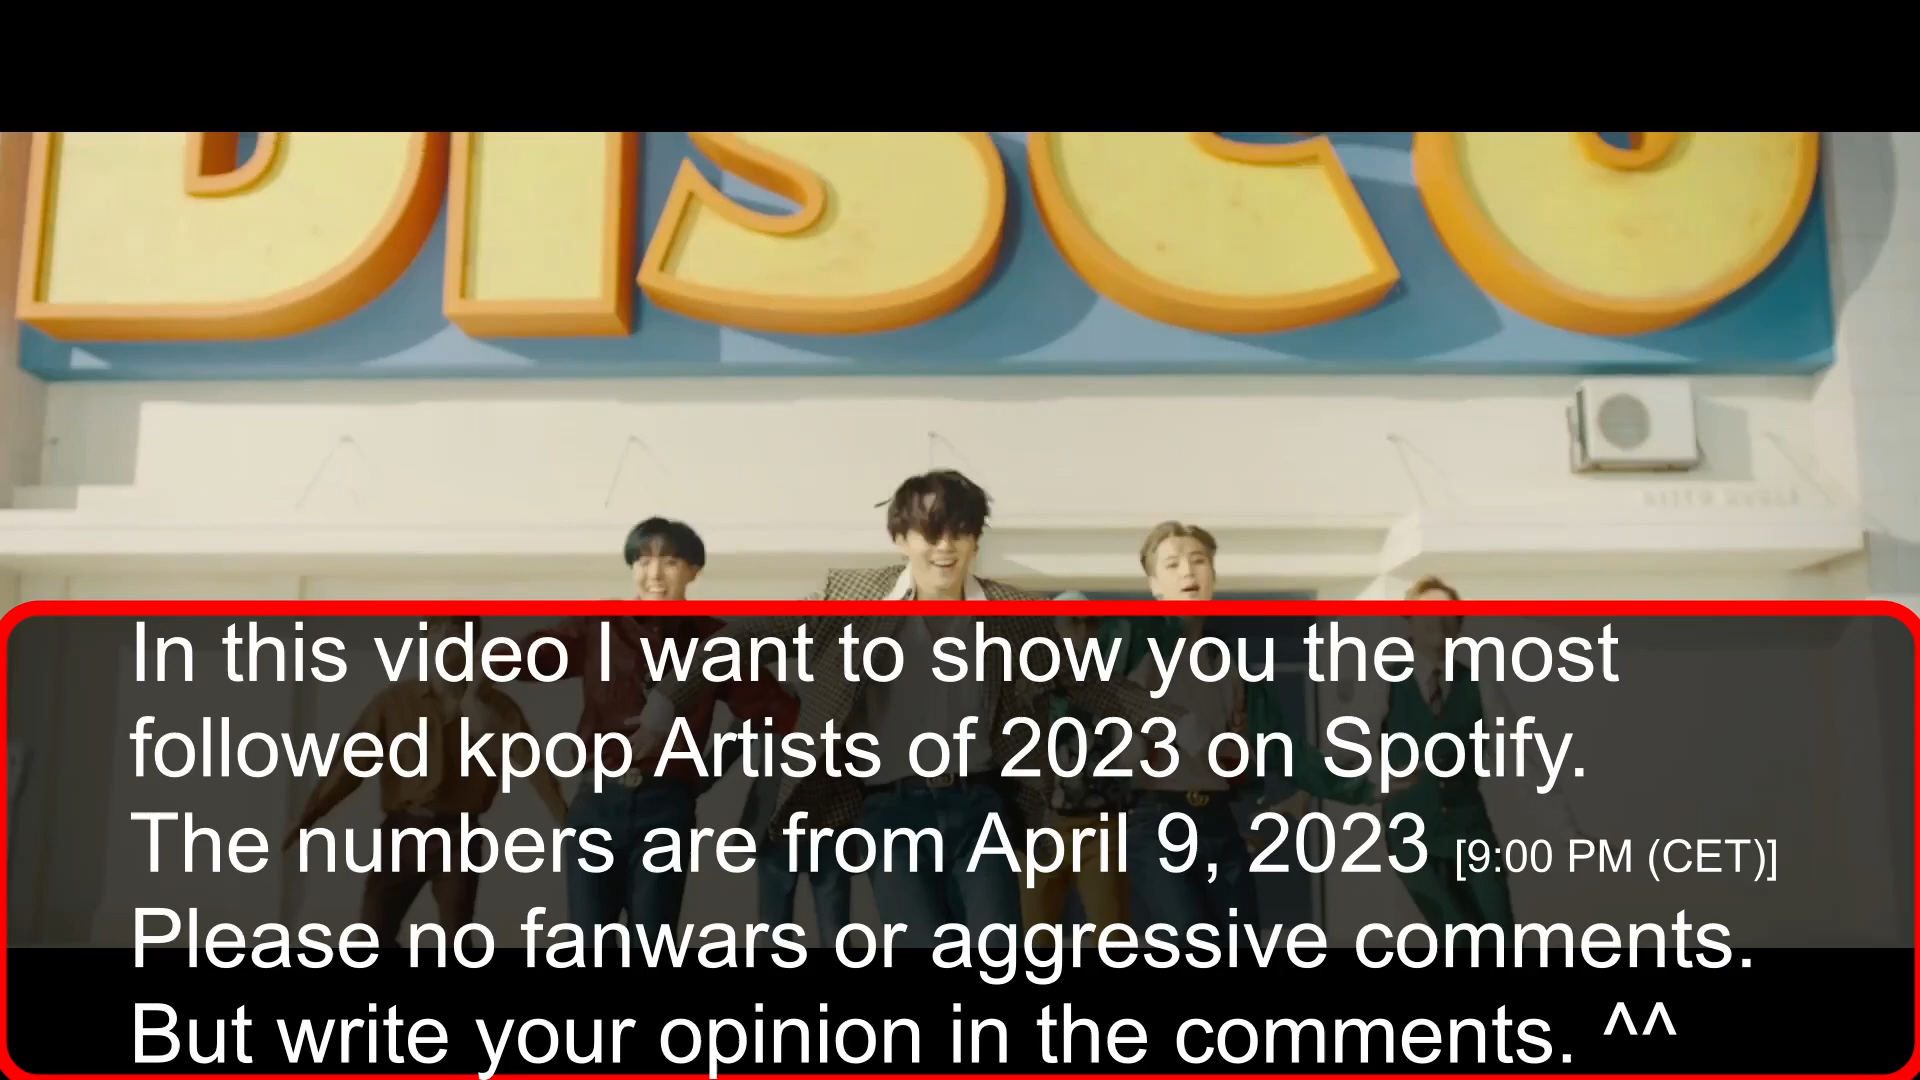 DISCO
In this video I want to show you the most
followed kpop Artists of 2023 on Spotify.
The numbers are from April 9, 2023 [9:00 PM (CET)]
Please no fanwars or aggressive comments.
But write your opinion in the comments. ^^